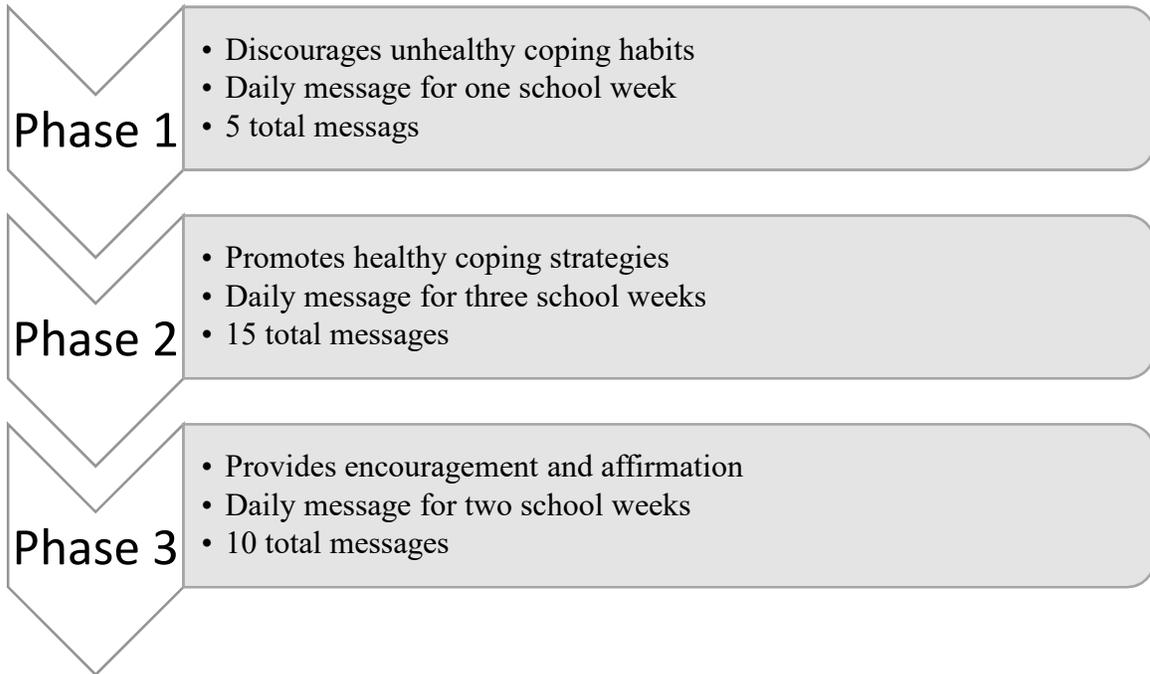 Phase 1
• Discourages unhealthy coping habits
• Daily message for one school week
• 5 total messags
Phase 2
• Promotes healthy coping strategies
• Daily message for three school weeks
• 15 total messages
Phase 3
• Provides encouragement and affirmation
• Daily message for two school weeks
• 10 total messages